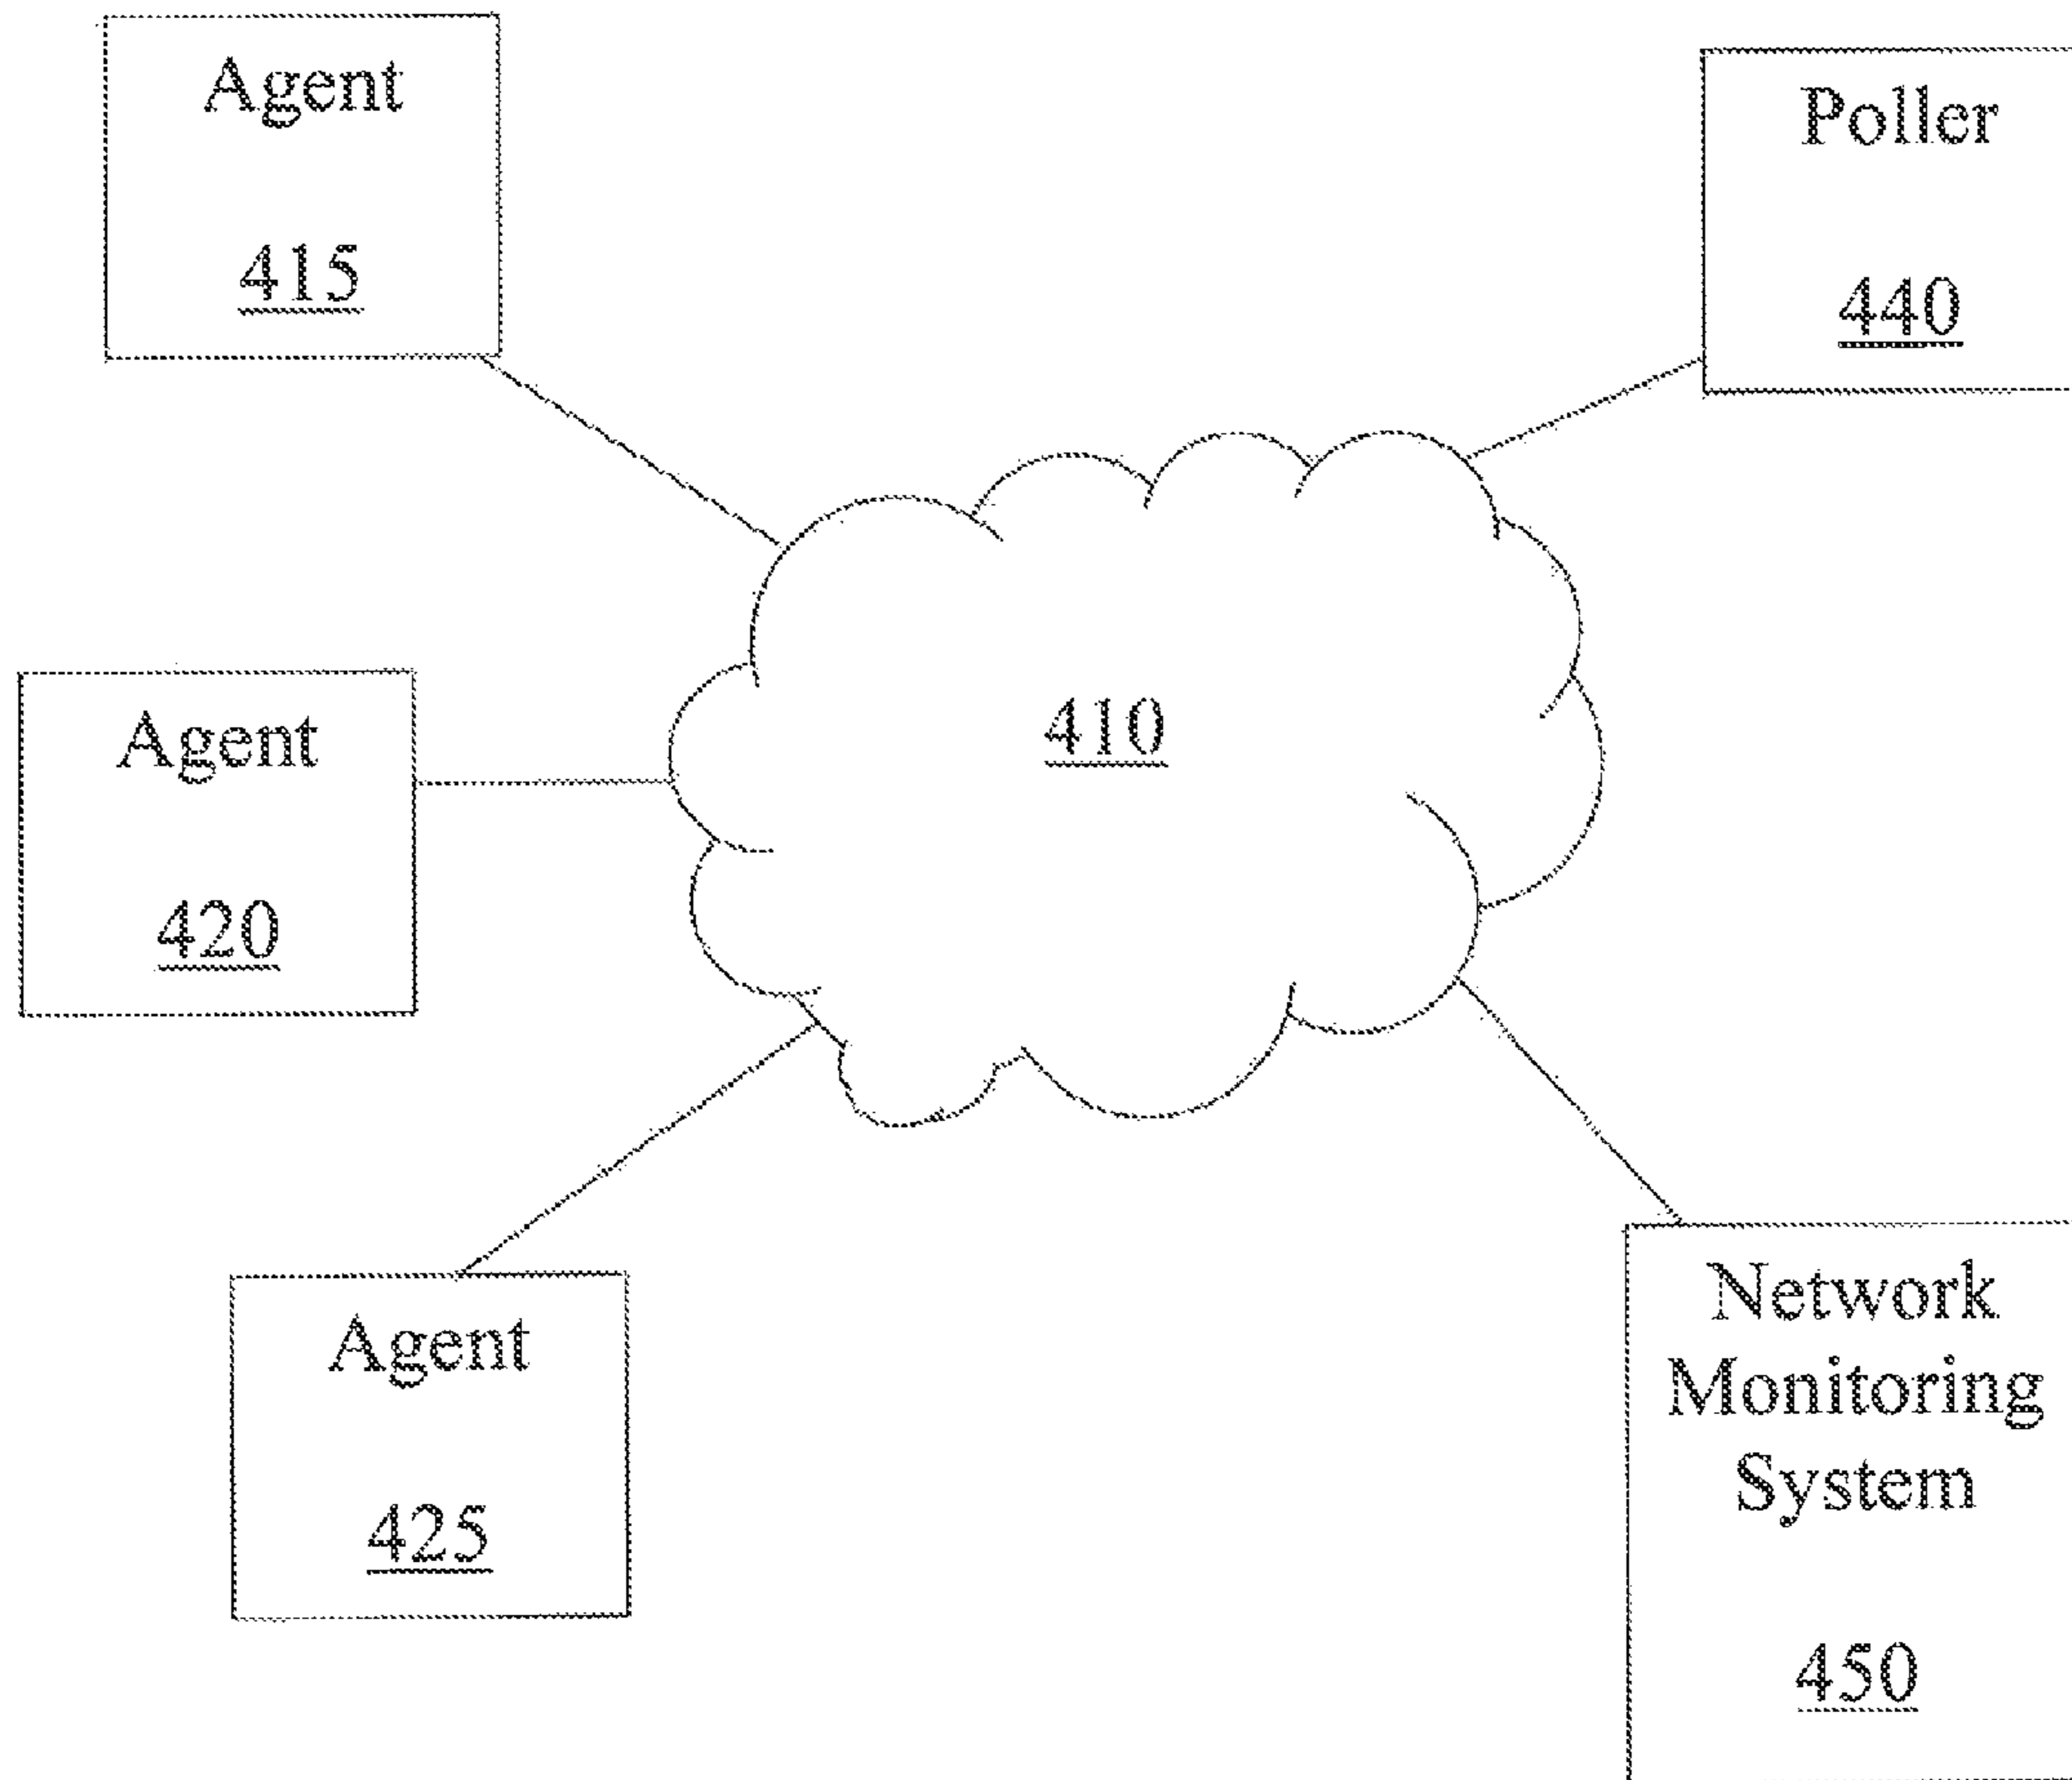 Agent
415
Poller
440
410
Agent
420
Agent
425
Network
Monitoring
System
450